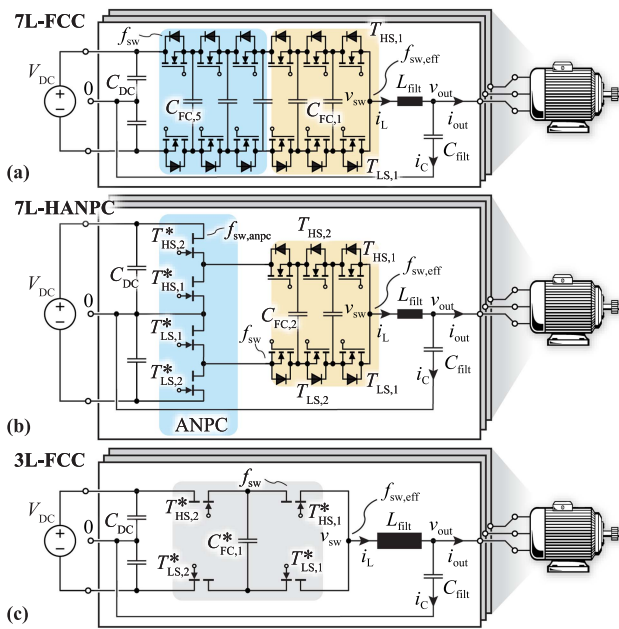 7L-FCC
f_sw
T_HS,1
f_sw,eff
V_DC
0
C_DC
C_FC,5
C_FC,1
v_sw
L_filt
v_out
i_L
i_out
i_C
C_filt
T_LS,1
(a)
7L-HANPC
T*_HS,2
f_sw,anpc
T_HS,2
T_HS,1
f_sw,eff
C_DC
T*_HS,1
V_DC
0
C_FC,2
v_sw
L_filt
v_out
i_L
i_out
T*_LS,1
f_sw
C_filt
i_C
T*_LS,2
T_LS,2
T_LS,1
ANPC
(b)
3L-FCC
f_sw
T*_HS,2
T*_HS,1
f_sw,eff
V_DC
0
C_DC
C*_FC,1
v_sw
L_filt
v_out
i_L
i_out
T*_LS,2
T*_LS,1
C_filt
i_C
(c)